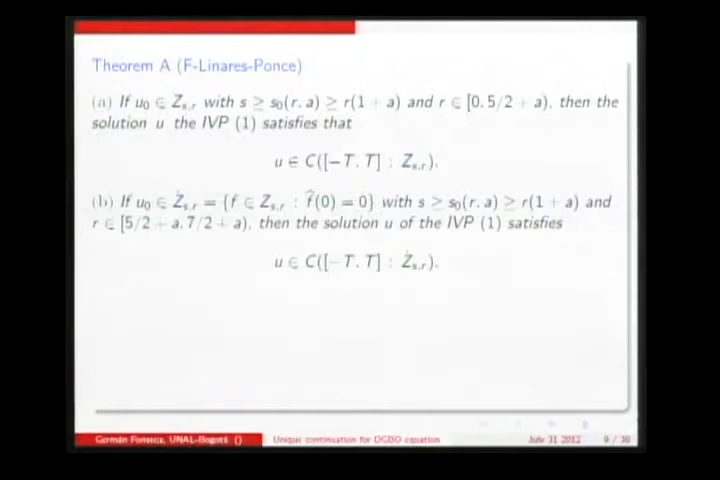 Theorem A (F-Linares-Ponce)
(a) If u₀ ∈ Z_{s,r} with s ≥ s₀(r, a) ≥ r(1 + a) and r ∈ [0, 5/2 + a), then the
solution u the IVP (1) satisfies that
u ∈ C([−T, T] : Z_{s,r}).
(b) If u₀ ∈ Ż_{s,r} = {f ∈ Z_{s,r} : f̂(0) = 0} with s ≥ s₀(r, a) ≥ r(1 + a) and
r ∈ [5/2 + a, 7/2 + a), then the solution u of the IVP (1) satisfies
u ∈ C([−T, T] : Ż_{s,r}).
Germán Fonseca, UNAL-Bogotá () Unique continuation for DGBO equation July 31 2012 9 / 30